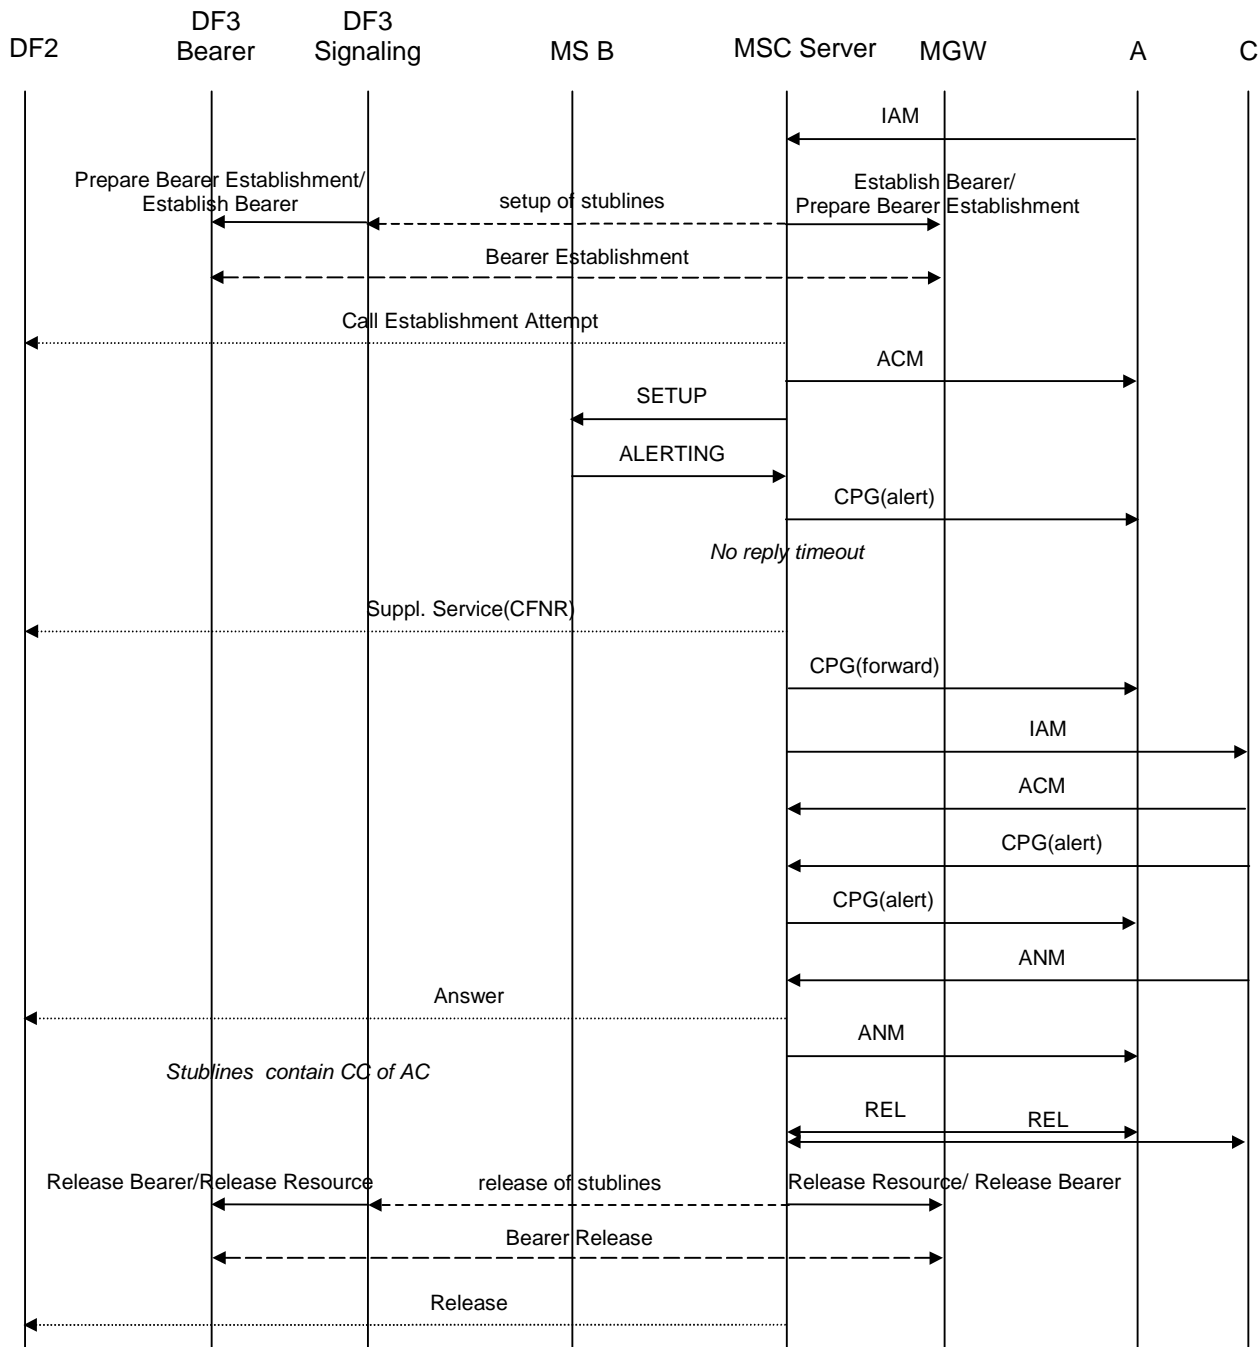 DF2
DF3
Bearer
DF3
Signaling
MS B
MSC Server
MGW
A
C
IAM
Prepare Bearer Establishment/
Establish Bearer
setup of stublines
Establish Bearer/
Prepare Bearer Establishment
Bearer Establishment
Call Establishment Attempt
ACM
SETUP
ALERTING
CPG(alert)
No reply timeout
Suppl. Service(CFNR)
CPG(forward)
IAM
ACM
CPG(alert)
CPG(alert)
ANM
Answer
ANM
Stublines contain CC of AC
REL
REL
Release Bearer/Release Resource
release of stublines
Release Resource/ Release Bearer
Bearer Release
Release